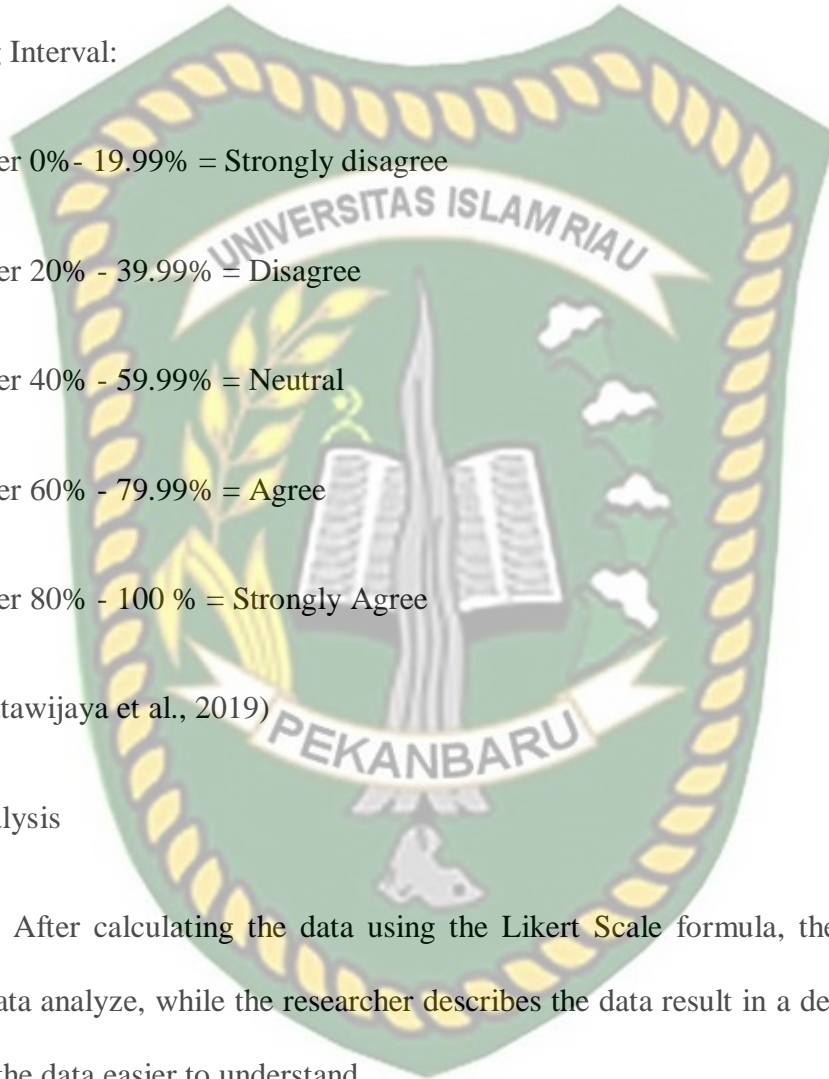 Interval:
er 0%- 19.99% = Strongly disagree
UNIVERSITAS ISLAM RIAU
er 20% - 39.99% = Disagree
er 40% - 59.99% = Neutral
er 60% - 79.99% = Agree
er 80% - 100 % = Strongly Agree
tawijaya et al., 2019)
PEKANBARU
alysis
After calculating the data using the Likert Scale formula, the
ata analyze, while the researcher describes the data result in a de
the data easier to understand